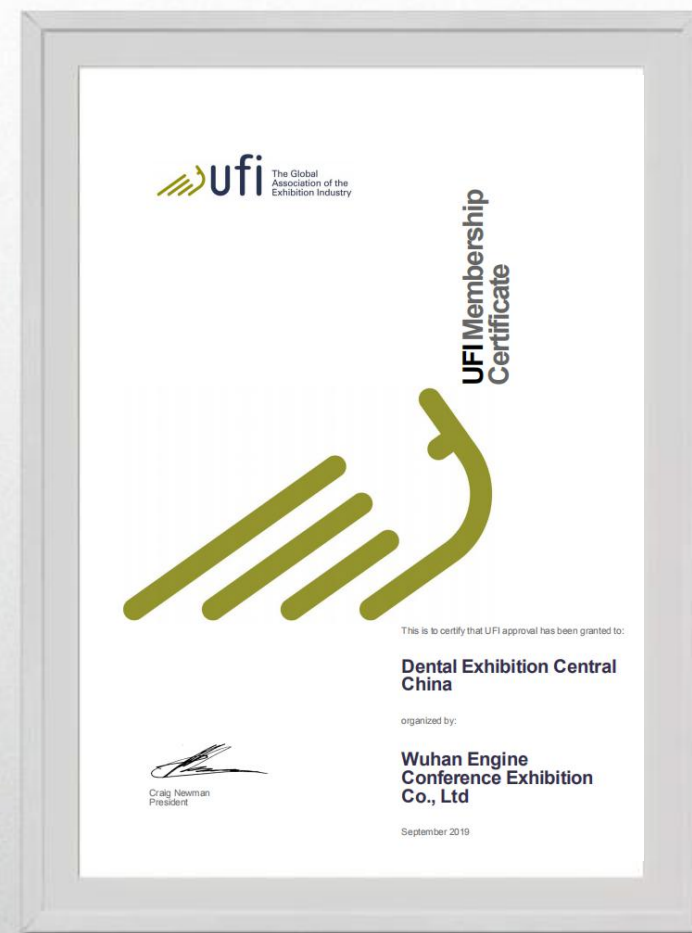 ufi
The Global
Association of the
Exhibition Industry
UFI Membership
Certificate
This is to certify that UFI approval has been granted to:
Dental Exhibition Central
China
organized by:
Wuhan Engine
Conference Exhibition
Co., Ltd
September 2019
Craig Newman
President